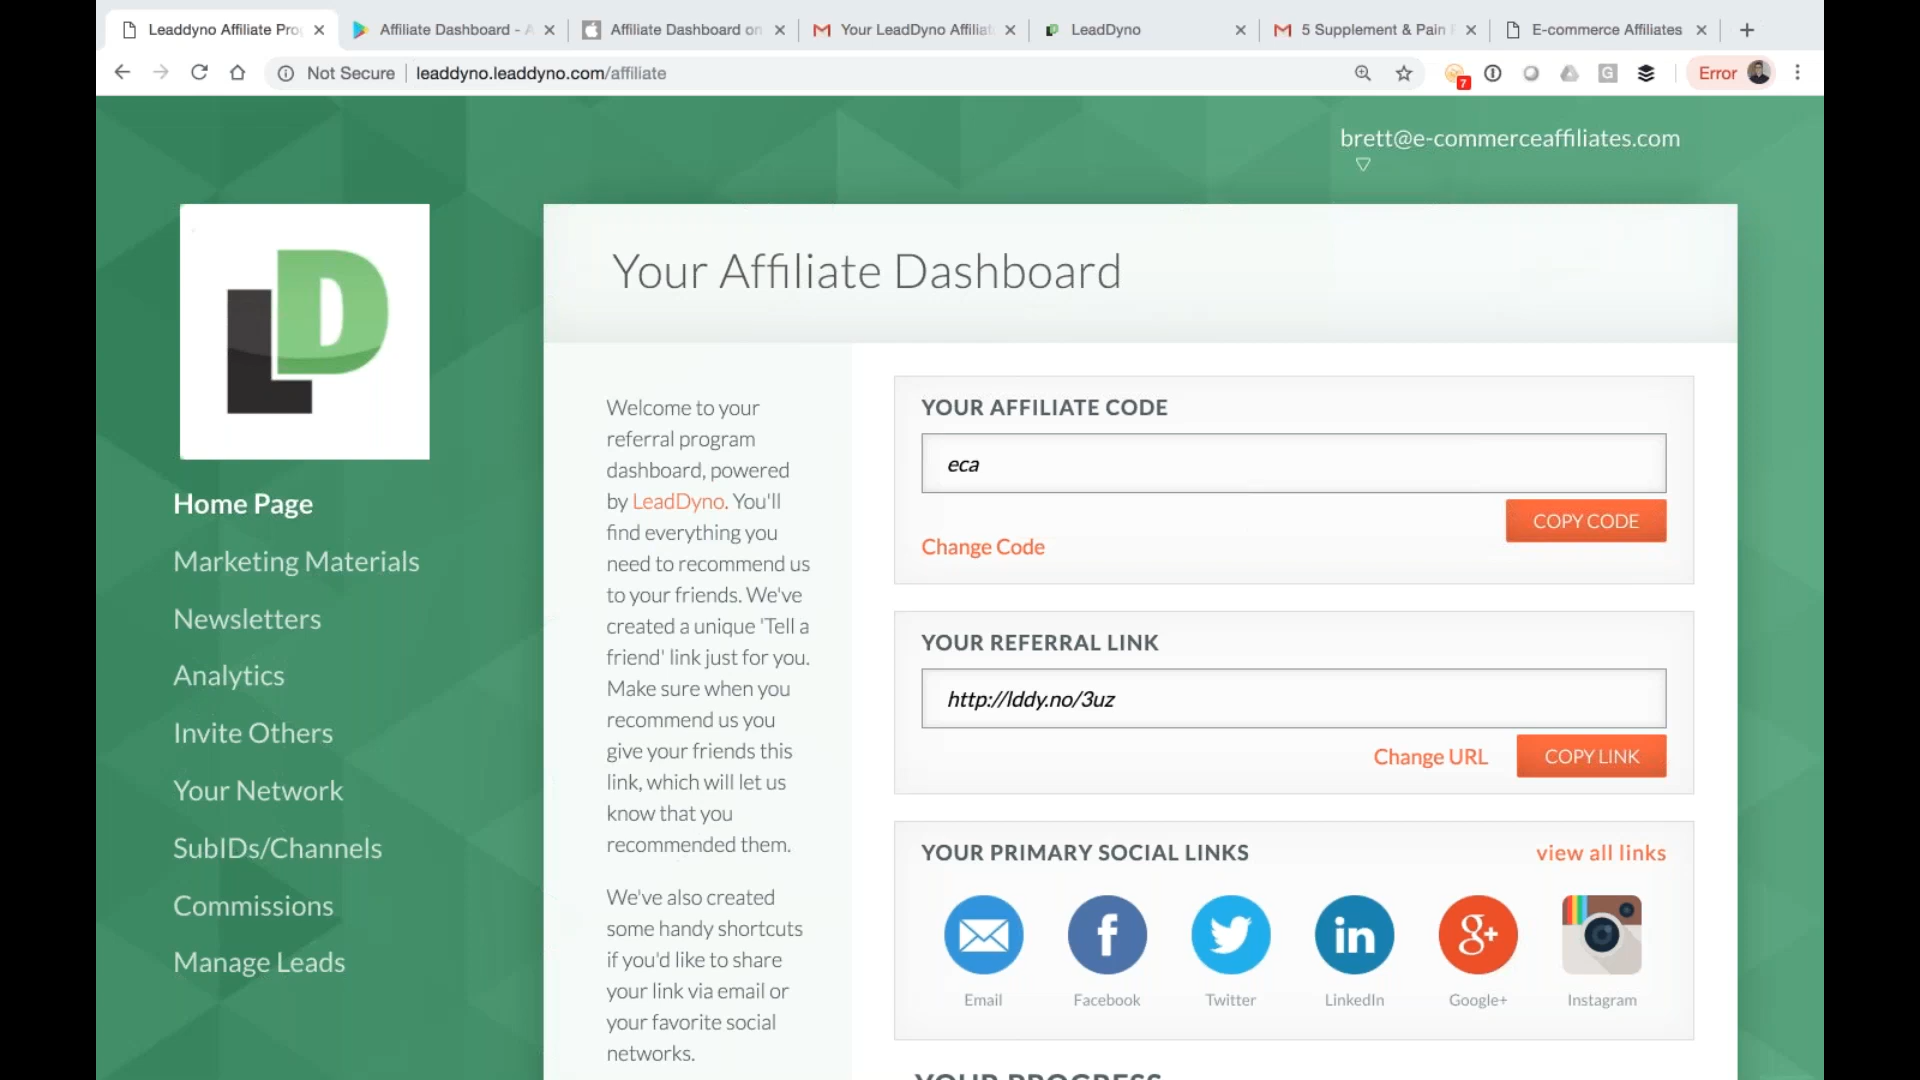 Leaddyno Affiliate Pro
Affiliate Dashboard - A
Affiliate Dashboard on
Your LeadDyno Affiliat
LeadDyno
5 Supplement & Pain
E-commerce Affiliates
Not Secure
leaddyno.leaddyno.com/affiliate
7
G
Error
brett@e-commerceaffiliates.com
LD
Home Page
Marketing Materials
Newsletters
Analytics
Invite Others
Your Network
SubIDs/Channels
Commissions
Manage Leads
Your Affiliate Dashboard
Welcome to your
referral program
dashboard, powered
by LeadDyno. You'll
find everything you
need to recommend us
to your friends. We've
created a unique 'Tell a
friend' link just for you.
Make sure when you
recommend us you
give your friends this
link, which will let us
know that you
recommended them.
We've also created
some handy shortcuts
if you'd like to share
your link via email or
your favorite social
networks.
YOUR AFFILIATE CODE
eca
COPY CODE
Change Code
YOUR REFERRAL LINK
http://lddy.no/3uz
Change URL
COPY LINK
YOUR PRIMARY SOCIAL LINKS
view all links
f
in
g+
Email
Facebook
Twitter
LinkedIn
Google+
Instagram
YOUR PROGRESS